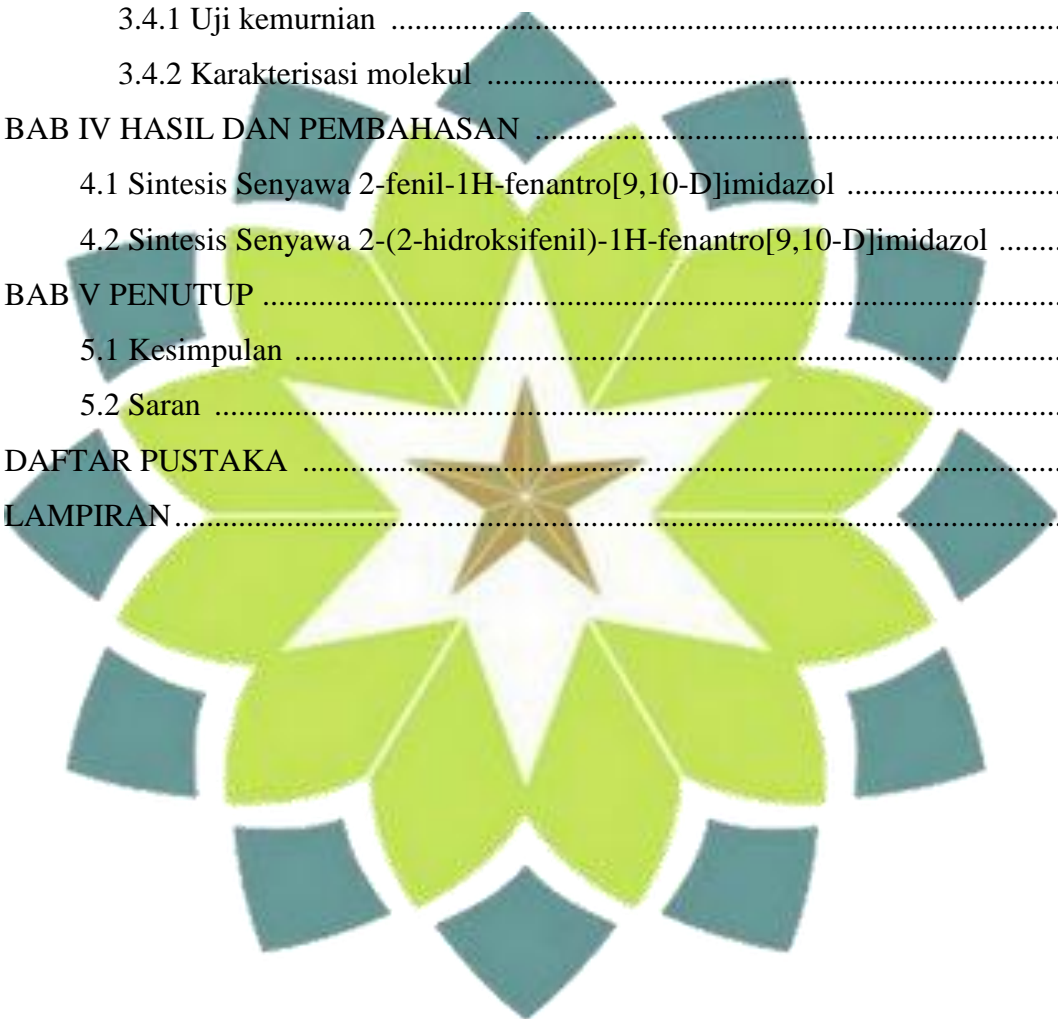 3.4.1 Uji kemurnian ..........................................................................
3.4.2 Karakterisasi molekul ..............................................................
BAB IV HASIL DAN PEMBAHASAN ........................................................
4.1 Sintesis Senyawa 2-fenil-1H-fenantro[9,10-D]imidazol ...........................
4.2 Sintesis Senyawa 2-(2-hidroksifenil)-1H-fenantro[9,10-D]imidazol .......
BAB V PENUTUP ..........................................................................................
5.1 Kesimpulan ........................................................................................
5.2 Saran ..................................................................................................
DAFTAR PUSTAKA .....................................................................................
LAMPIRAN .....................................................................................................